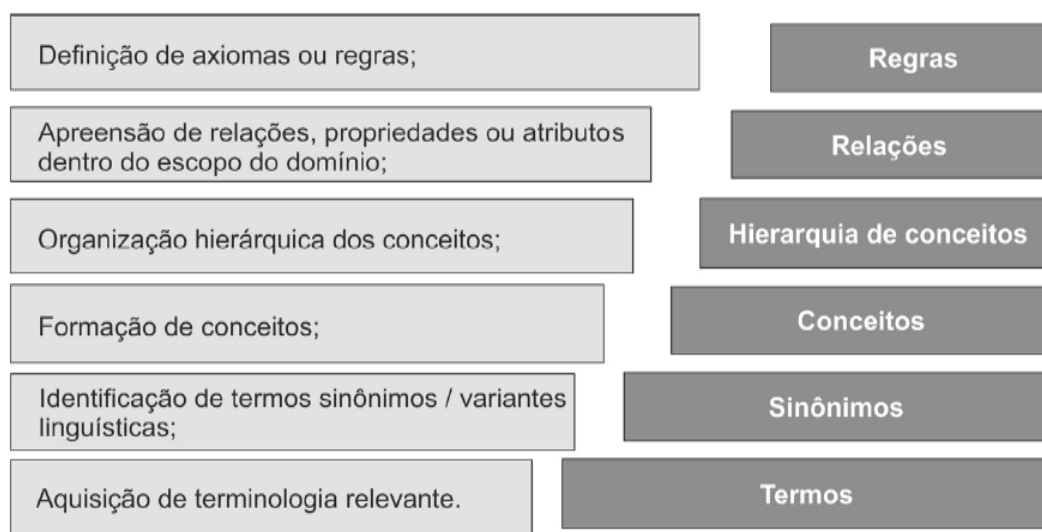 Definição de axiomas ou regras;
Regras
Apreensão de relações, propriedades ou atributos
dentro do escopo do domínio;
Relações
Organização hierárquica dos conceitos;
Hierarquia de conceitos
Formação de conceitos;
Conceitos
Identificação de termos sinônimos / variantes
linguísticas;
Sinônimos
Aquisição de terminologia relevante.
Termos